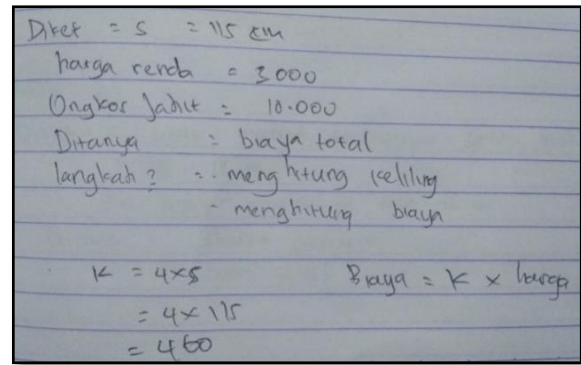 Diket = s = 115 cm
harga renda = 3000
Ongkos Jahit = 10.000
Ditanya = biaya total
langkah? = - menghitung keliling
- menghitung biaya
K = 4 x s Biaya = K x harga
= 4 x 115
= 460